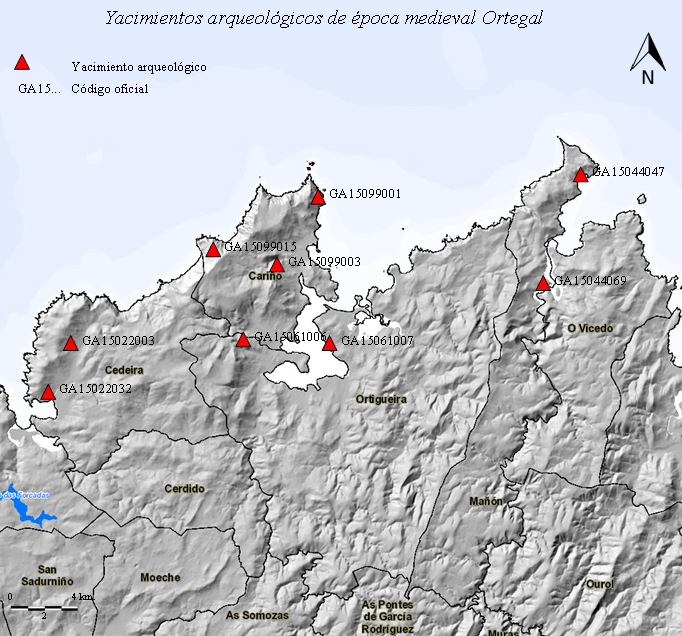 Yacimientos arqueológicos de época medieval Ortegal
Yacimiento arqueológico
GA15... Código oficial
N
GA15044047
GA15099001
GA15099015
GA15099003
Cariño
GA15044069
GA15022003
GA15061006
GA15061007
O Vicedo
Cedeira
GA15022032
Ortigueira
Cerdido
Forcadas
Mañón
San
Sadurniño
Moeche
Ourol
0 4 km
2
As Somozas
As Pontes
de García
Rodríguez
Muras